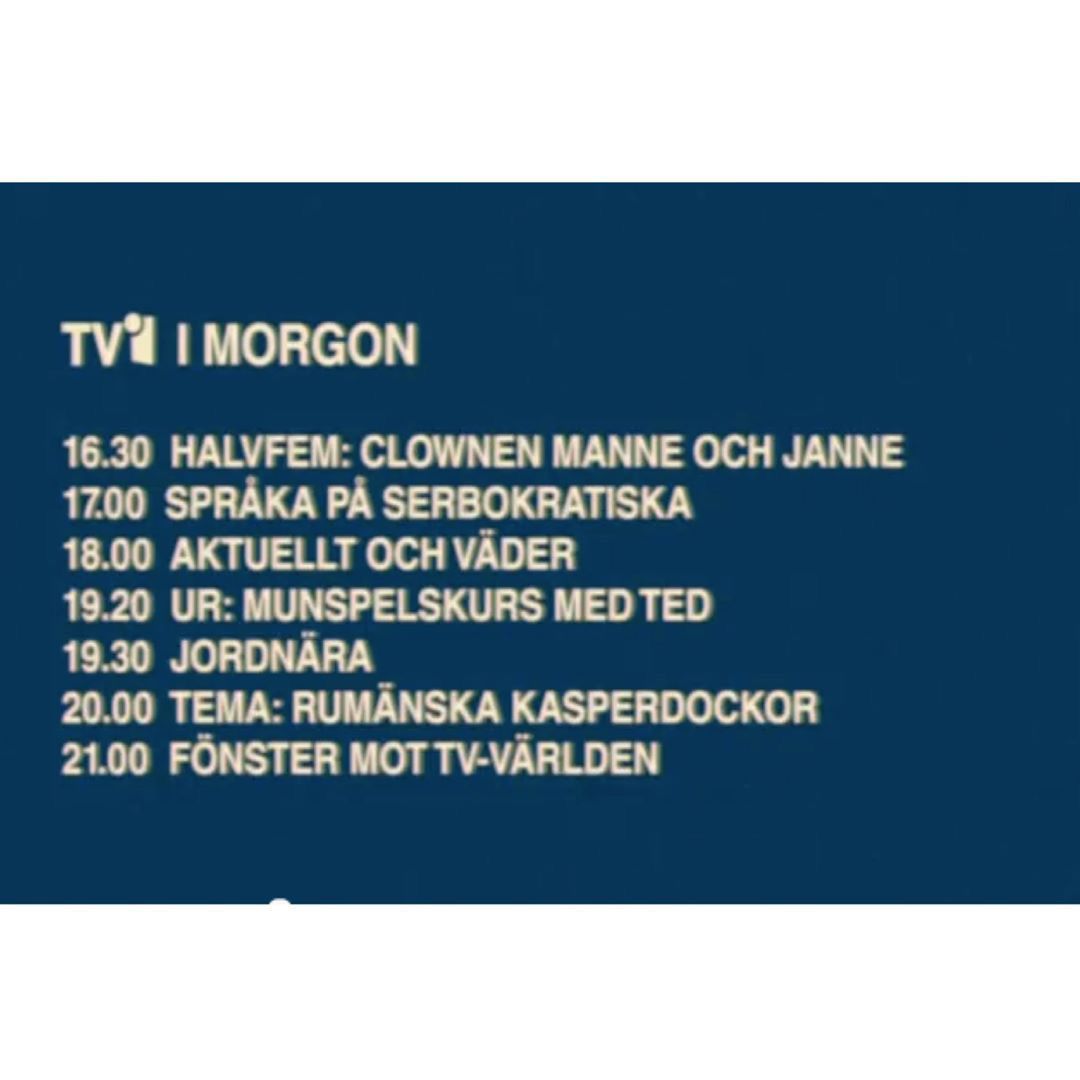 TV1 I MORGON
16.30 HALVFEM: CLOWNEN MANNE OCH JANNE
17.00 SPRÅKA PÅ SERBOKRATISKA
18.00 AKTUELLT OCH VÄDER
19.20 UR: MUNSPELSKURS MED TED
19.30 JORDNÄRA
20.00 TEMA: RUMÄNSKA KASPERDOCKOR
21.00 FÖNSTER MOT TV-VÄRLDEN